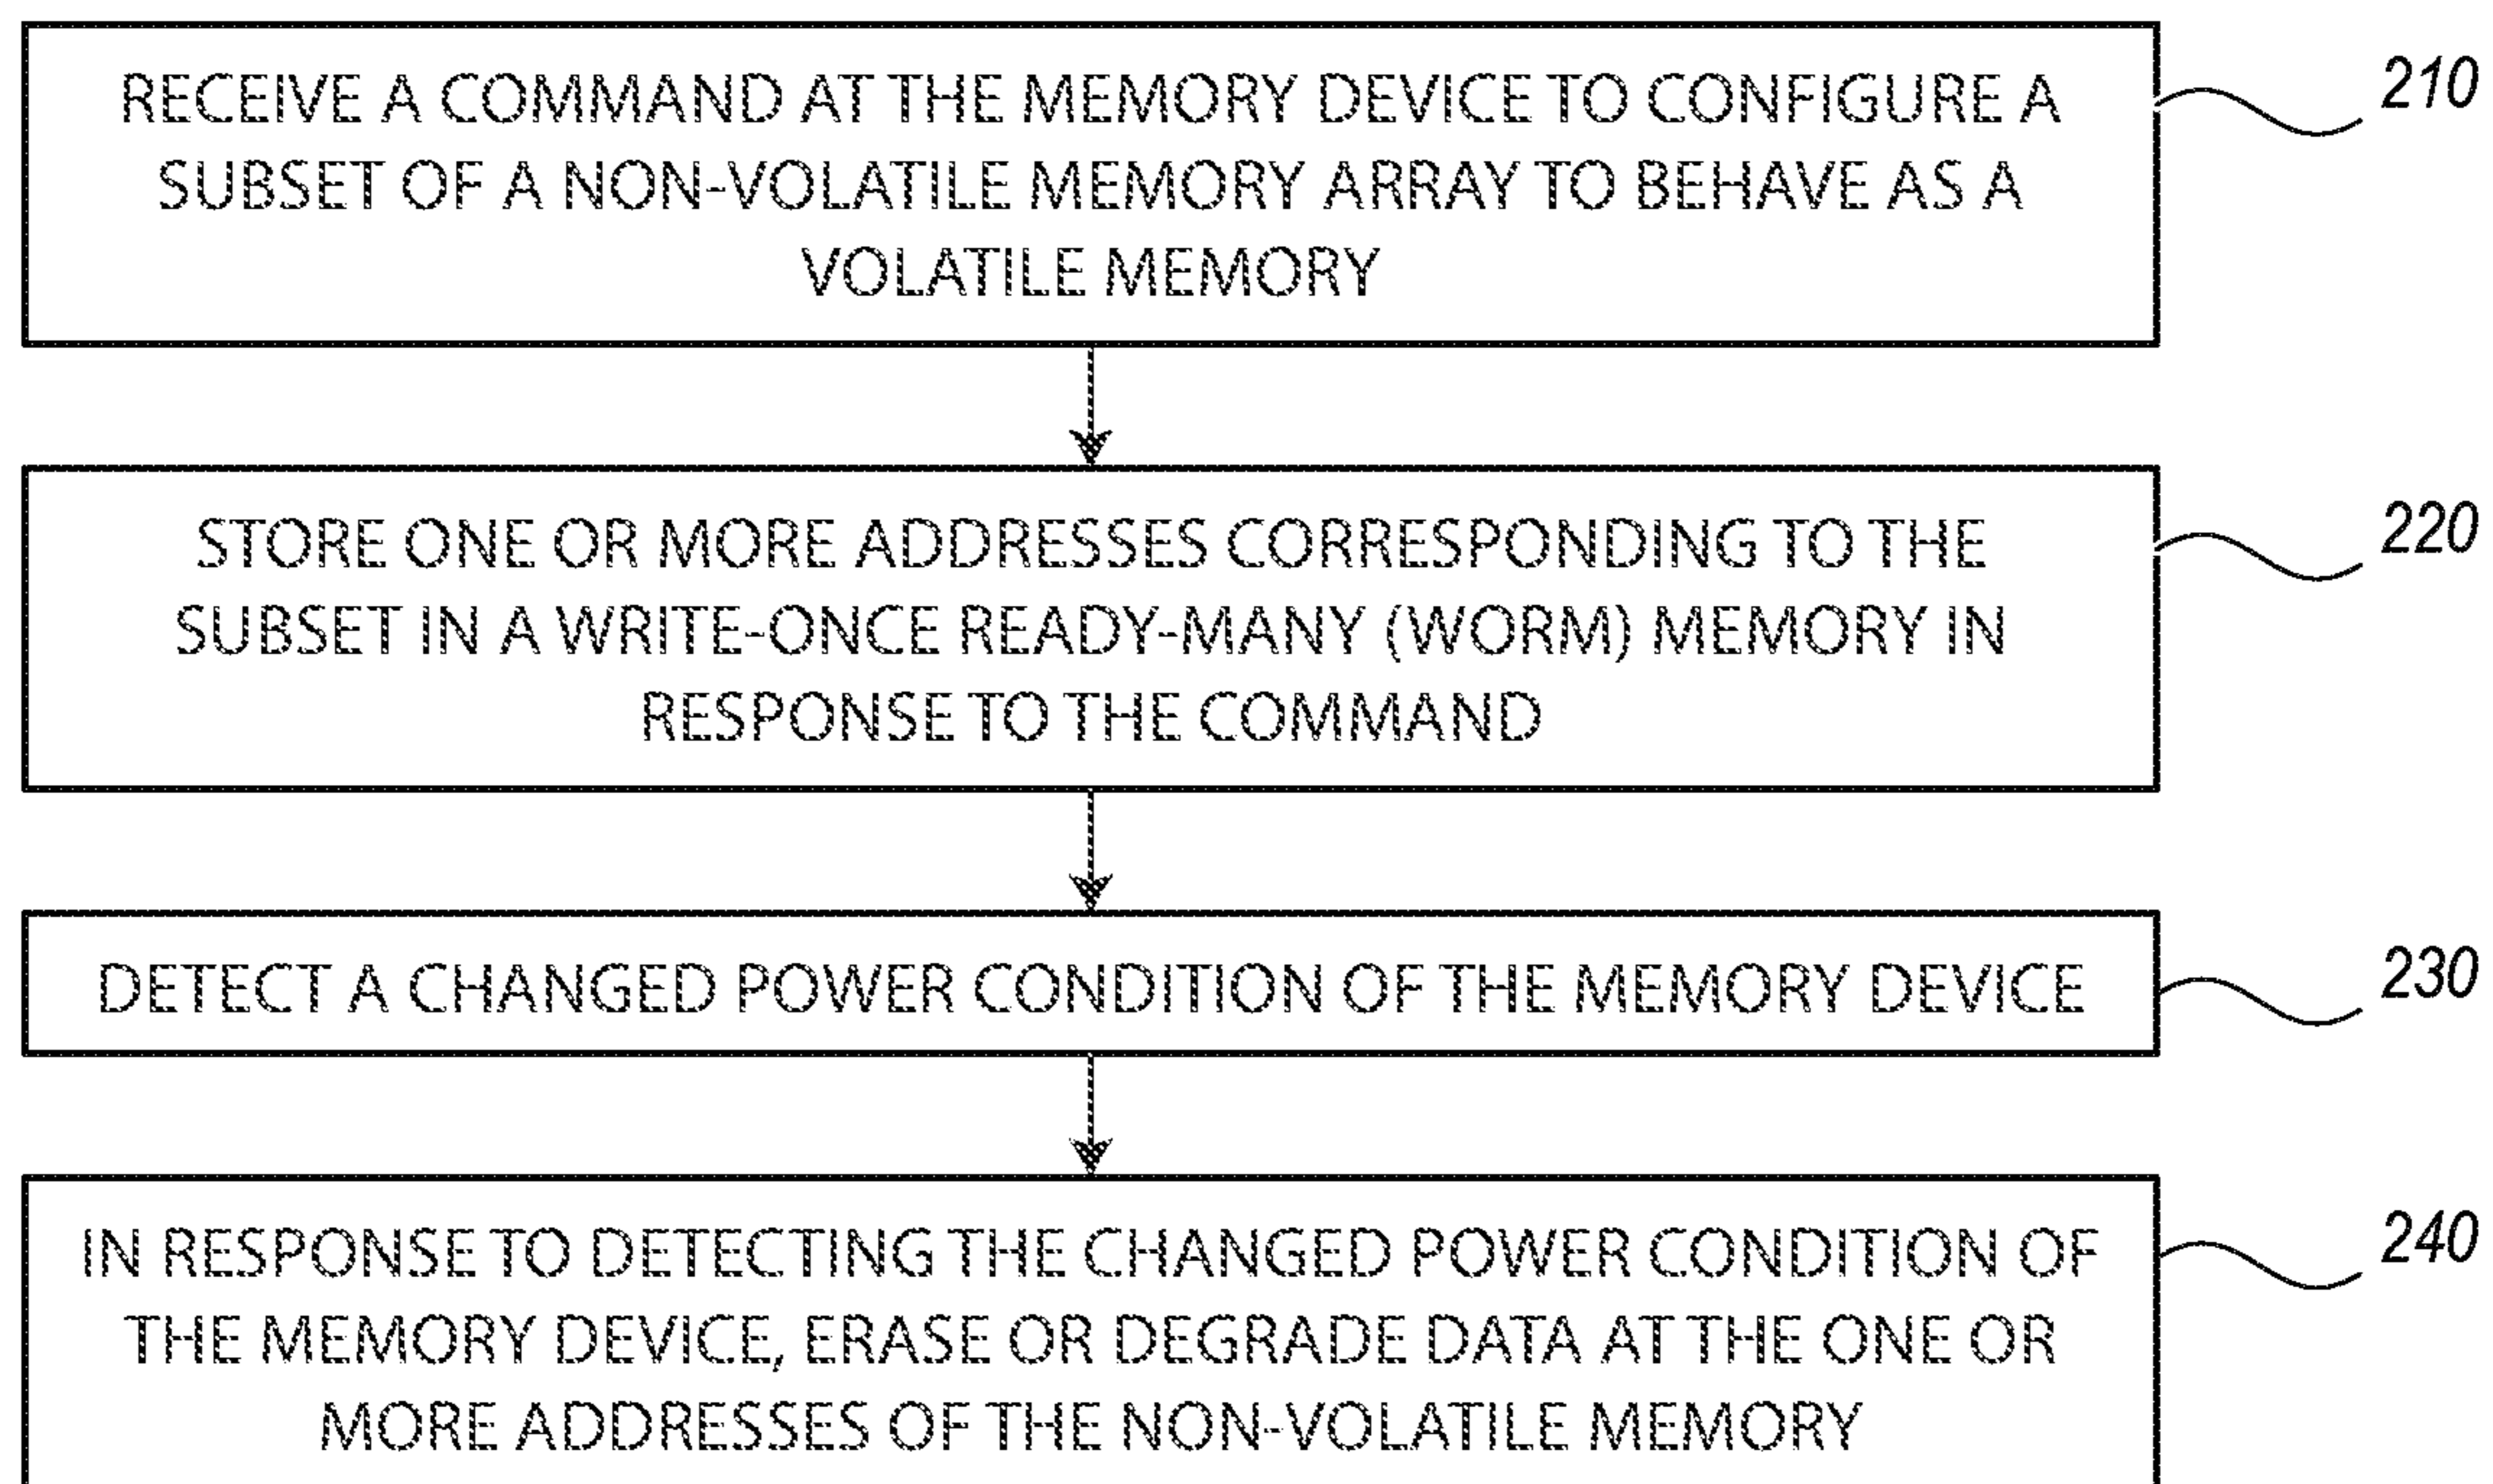 RECEIVE A COMMAND AT THE MEMORY DEVICE TO CONFIGURE A
SUBSET OF A NON-VOLATILE MEMORY ARRAY TO BEHAVE AS A
VOLATILE MEMORY
210
STORE ONE OR MORE ADDRESSES CORRESPONDING TO THE
SUBSET IN A WRITE-ONCE READY-MANY (WORM) MEMORY IN
RESPONSE TO THE COMMAND
220
DETECT A CHANGED POWER CONDITION OF THE MEMORY DEVICE
230
IN RESPONSE TO DETECTING THE CHANGED POWER CONDITION OF
THE MEMORY DEVICE, ERASE OR DEGRADE DATA AT THE ONE OR
MORE ADDRESSES OF THE NON-VOLATILE MEMORY
240